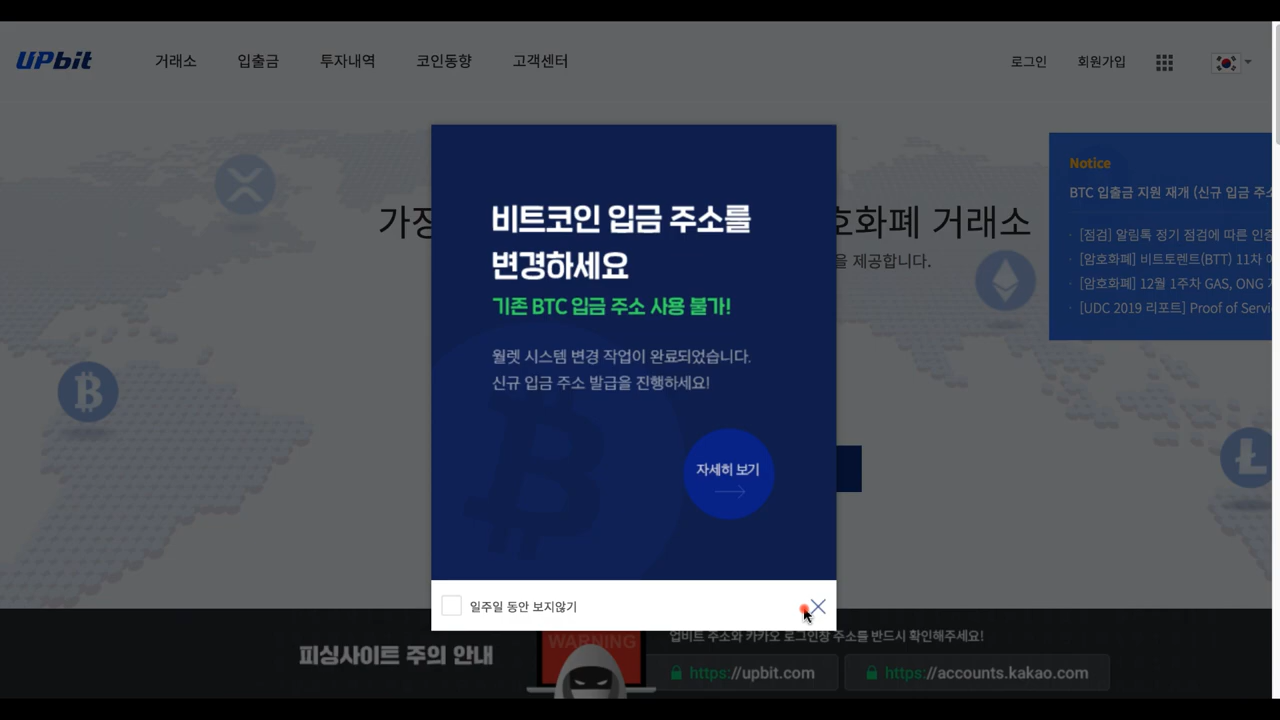 UPbit
거래소
입출금
투자내역
코인동향
고객센터
로그인
회원가입
Notice
BTC 입출금 지원 재개 (신규 입금 주소
· [점검] 알림톡 정기 점검에 따른 인증
· [암호화폐] 비트토렌트(BTT) 11차 에
· [암호화폐] 12월 1주차 GAS, ONG 지
· [UDC 2019 리포트] Proof of Servi
가장
호화폐 거래소
을 제공합니다.
비트코인 입금 주소를
변경하세요
기존 BTC 입금 주소 사용 불가!
월렛 시스템 변경 작업이 완료되었습니다.
신규 입금 주소 발급을 진행하세요!
자세히 보기
일주일 동안 보지않기
피싱사이트 주의 안내
WARNING
업비트 주소와 카카오 로그인창 주소를 반드시 확인해주세요!
https://upbit.com
https://accounts.kakao.com